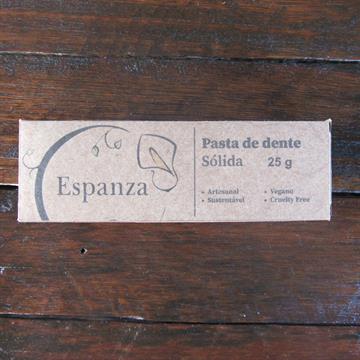 Espanza
Pasta de dente
Sólida 25 g
• Artesanal • Vegano
• Sustentável • Cruelty Free